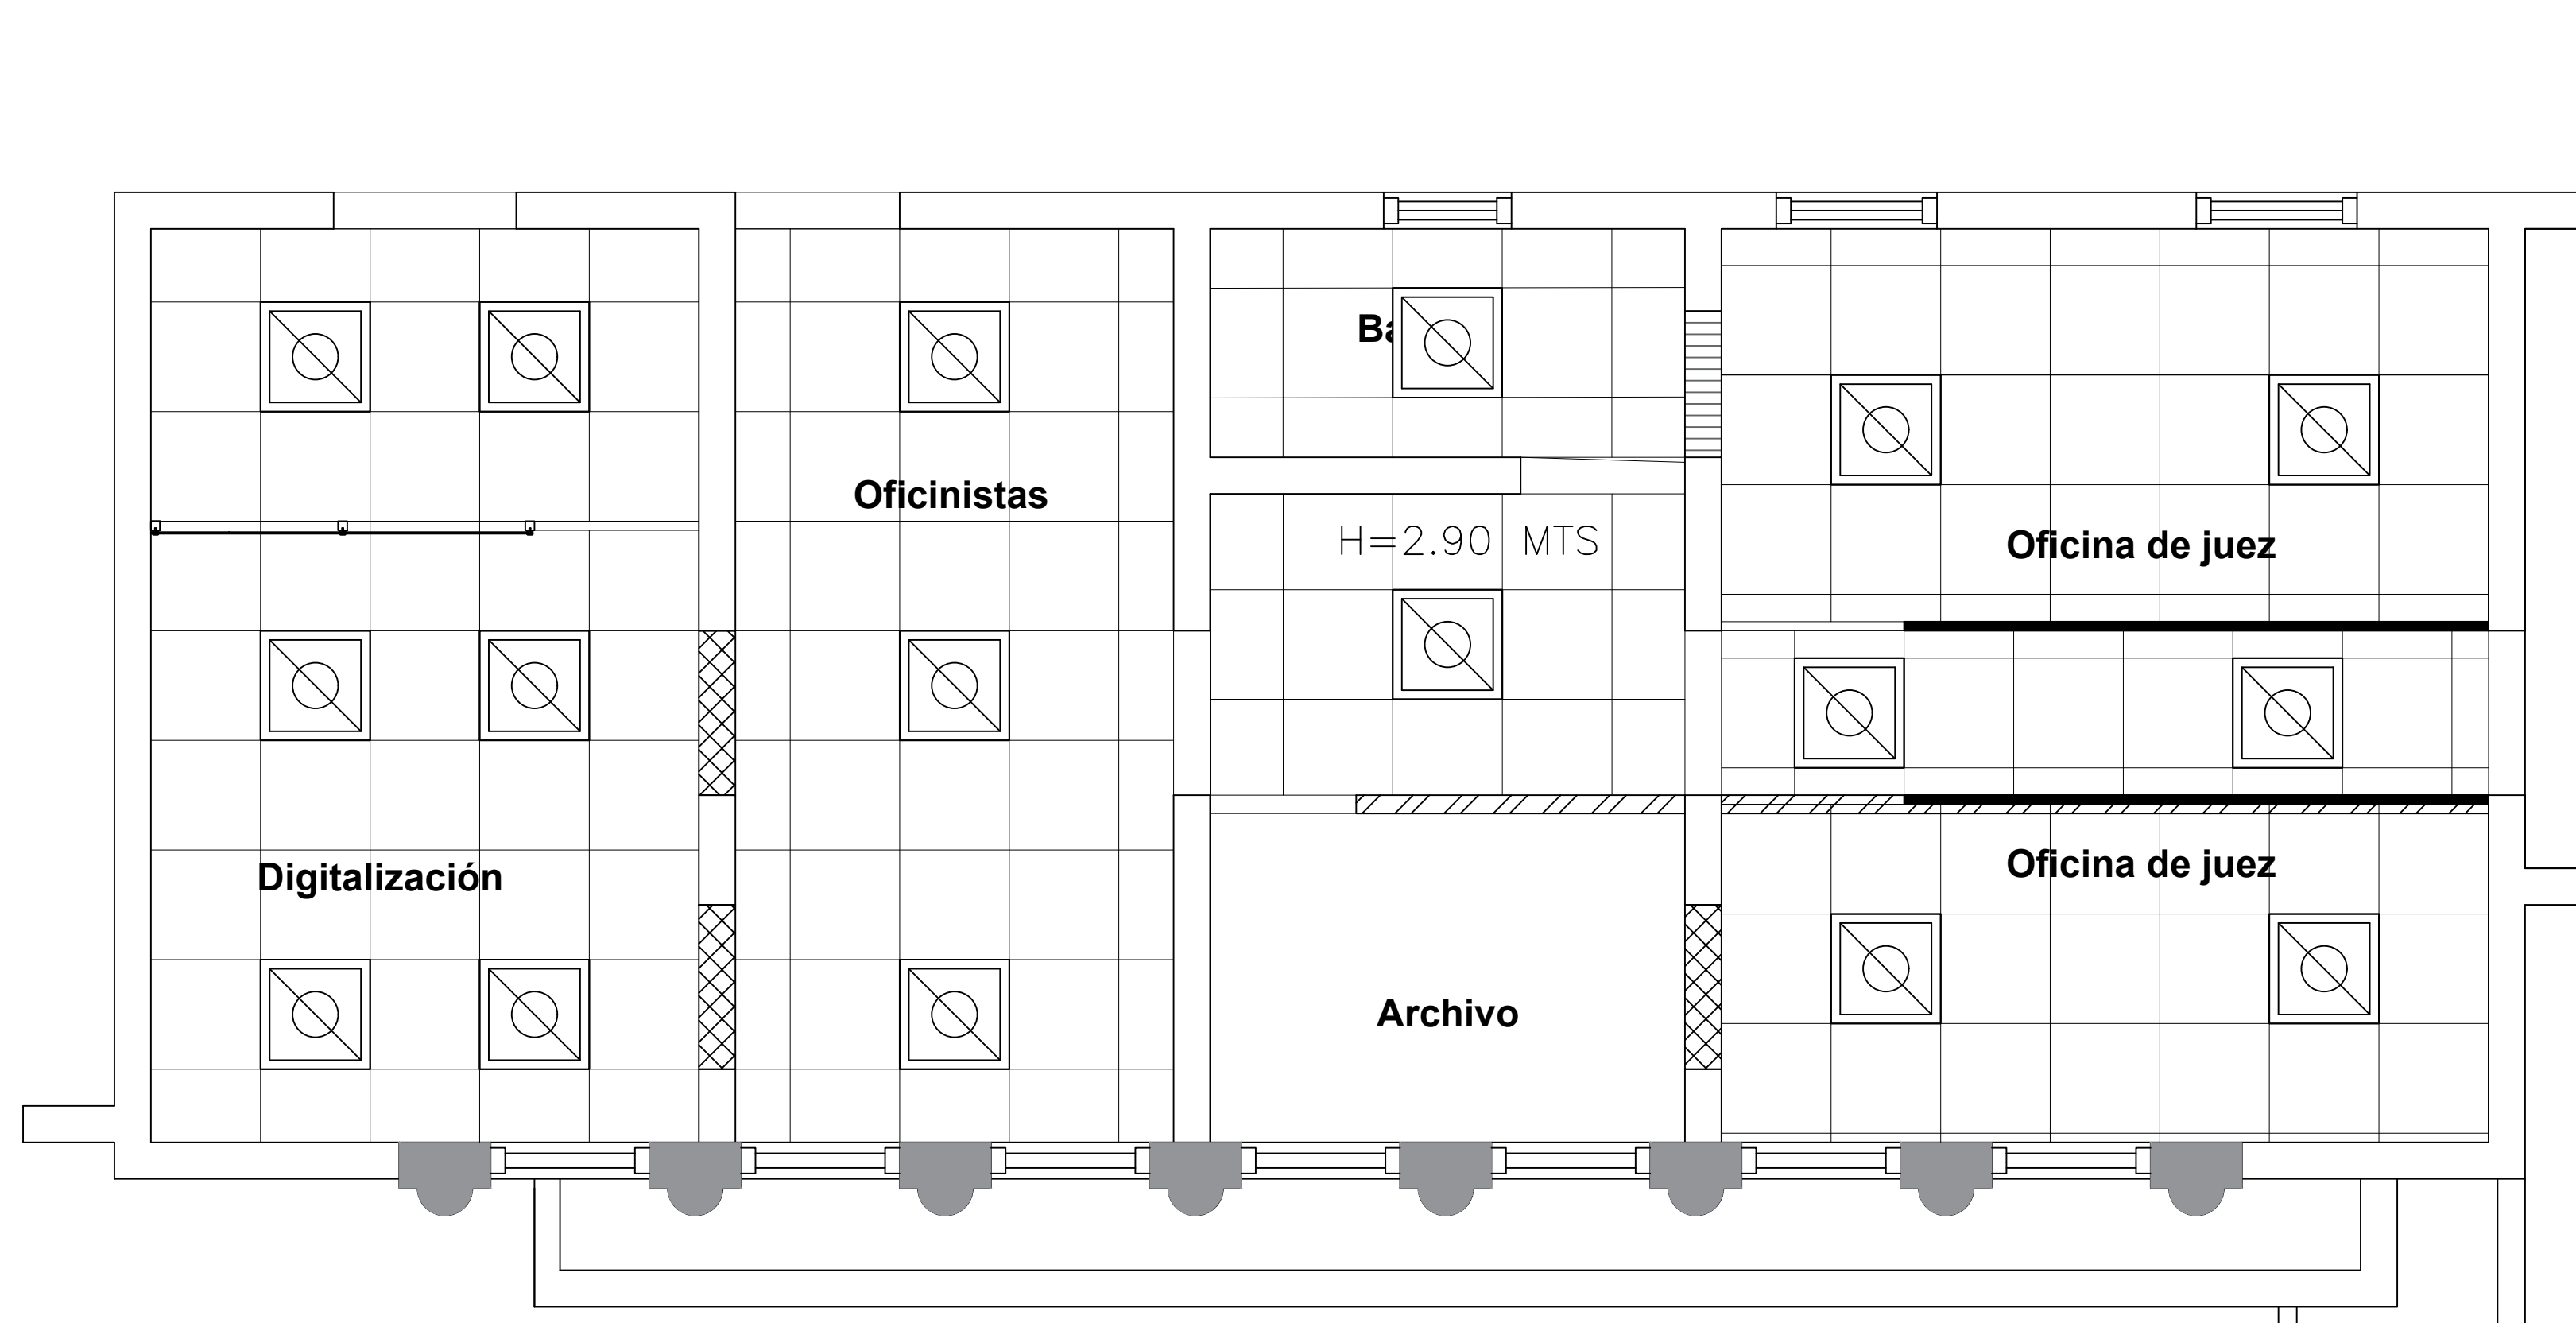 Oficinistas
H=2.90 MTS
Oficina de juez
Digitalización
Oficina de juez
Archivo